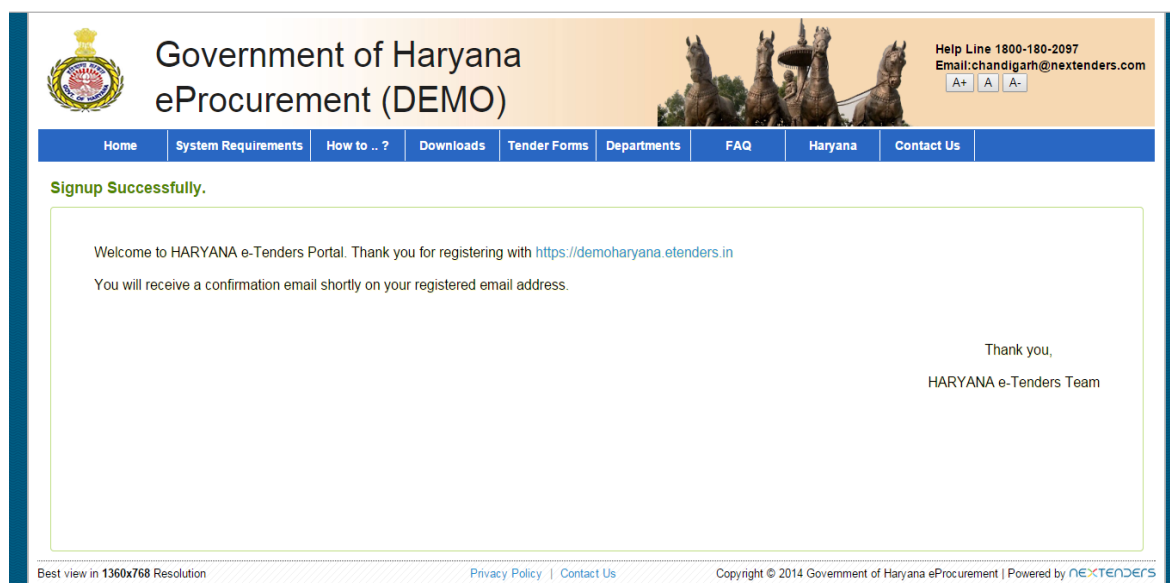 Government of Haryana
eProcurement (DEMO)
Help Line 1800-180-2097
Email:chandigarh@nextenders.com
A+ A A-
Home System Requirements How to .. ? Downloads Tender Forms Departments FAQ Haryana Contact Us
Signup Successfully.
Welcome to HARYANA e-Tenders Portal. Thank you for registering with https://demoharyana.etenders.in
You will receive a confirmation email shortly on your registered email address.
Thank you,
HARYANA e-Tenders Team
Best view in 1360x768 Resolution Privacy Policy | Contact Us Copyright © 2014 Government of Haryana eProcurement | Powered by NEXTENDERS